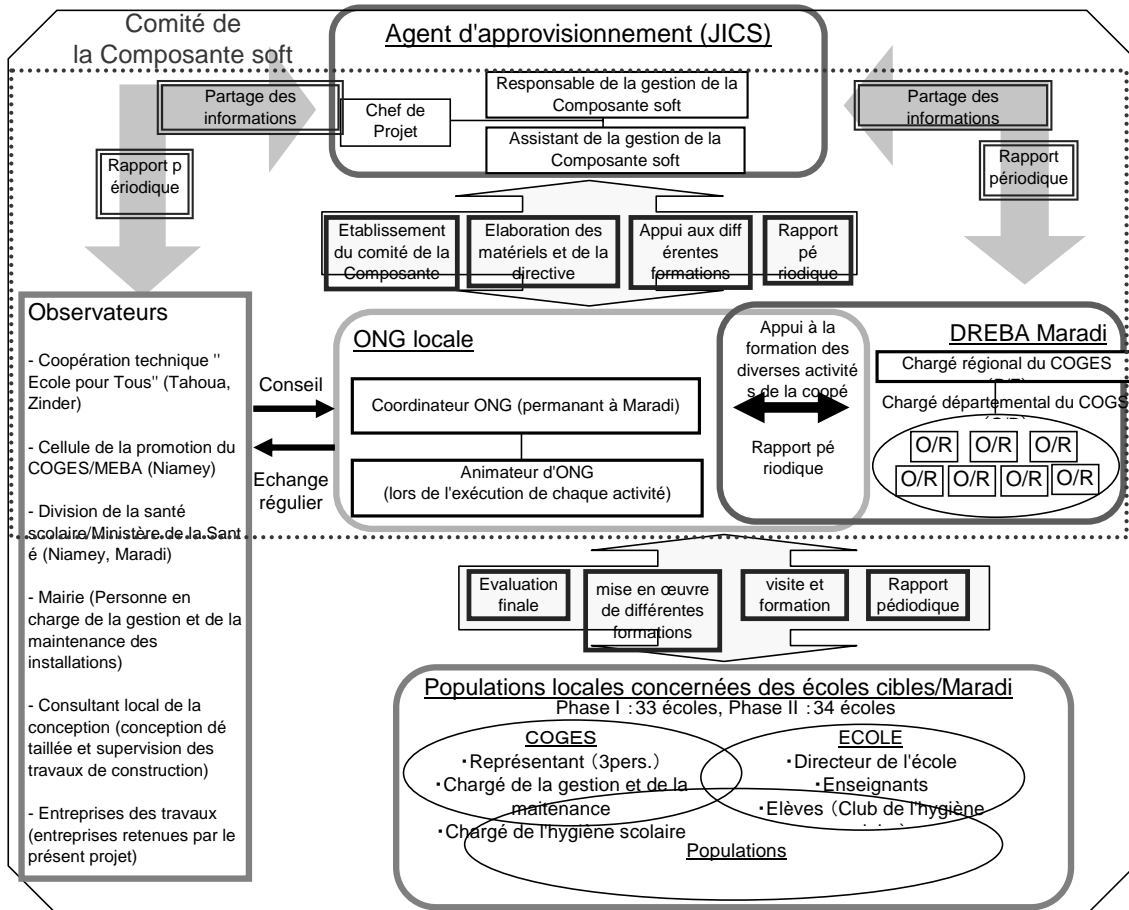 Comité de
la Composante soft
Agent d'approvisionnement (JICS)
Responsable de la gestion de la
Composante soft
Chef de
Projet
Assistant de la gestion de la
Composante soft
Partage des
informations
Partage des
informations
Rapport p
ériodique
Rapport
périodique
Etablissement
du comité de la
Composante
Elaboration des
matériels et de la
directive
Appui aux diff
érentes
formations
Rapport
pé
riodique
Observateurs
- Coopération technique "
Ecole pour Tous" (Tahoua,
Zinder)
- Cellule de la promotion du
COGES/MEBA (Niamey)
- Division de la santé
scolaire/Ministère de la Sant
é (Niamey, Maradi)
- Mairie (Personne en
charge de la gestion et de la
maintenance des
installations)
- Consultant local de la
conception (conception dé
taillée et supervision des
travaux de construction)
- Entreprises des travaux
(entreprises retenues par le
présent projet)
Conseil
Echange
régulier
ONG locale
Coordinateur ONG (permanant à Maradi)
Animateur d'ONG
(lors de l'exécution de chaque activité)
Appui à la
formation des
diverses activité
s de la coopé
Rapport pé
riodique
DREBA Maradi
Chargé régional du COGES
Chargé départemental du COGS
O/R O/R O/R
O/R O/R O/R O/R
Evaluation
finale
mise en œuvre
de différentes
formations
visite et
formation
Rapport
pédiodique
Populations locales concernées des écoles cibles/Maradi
Phase I : 33 écoles, Phase II : 34 écoles
COGES
・Représentant (3pers.)
・Chargé de la gestion et de la
maitenance
・Chargé de l'hygiène scolaire
ECOLE
・Directeur de l'école
・Enseignants
・Elèves (Club de l'hygiène
Populations